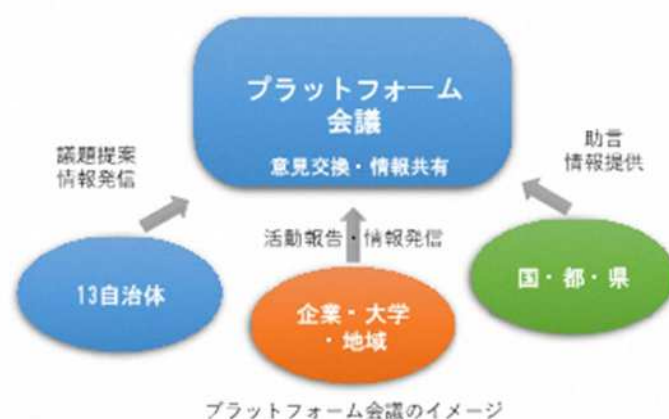 プラットフォーム
会議
意見交換・情報共有
議題提案
情報発信
助言
情報提供
活動報告・情報発信
13自治体
企業・大学
・地域
国・都・県
プラットフォーム会議のイメージ